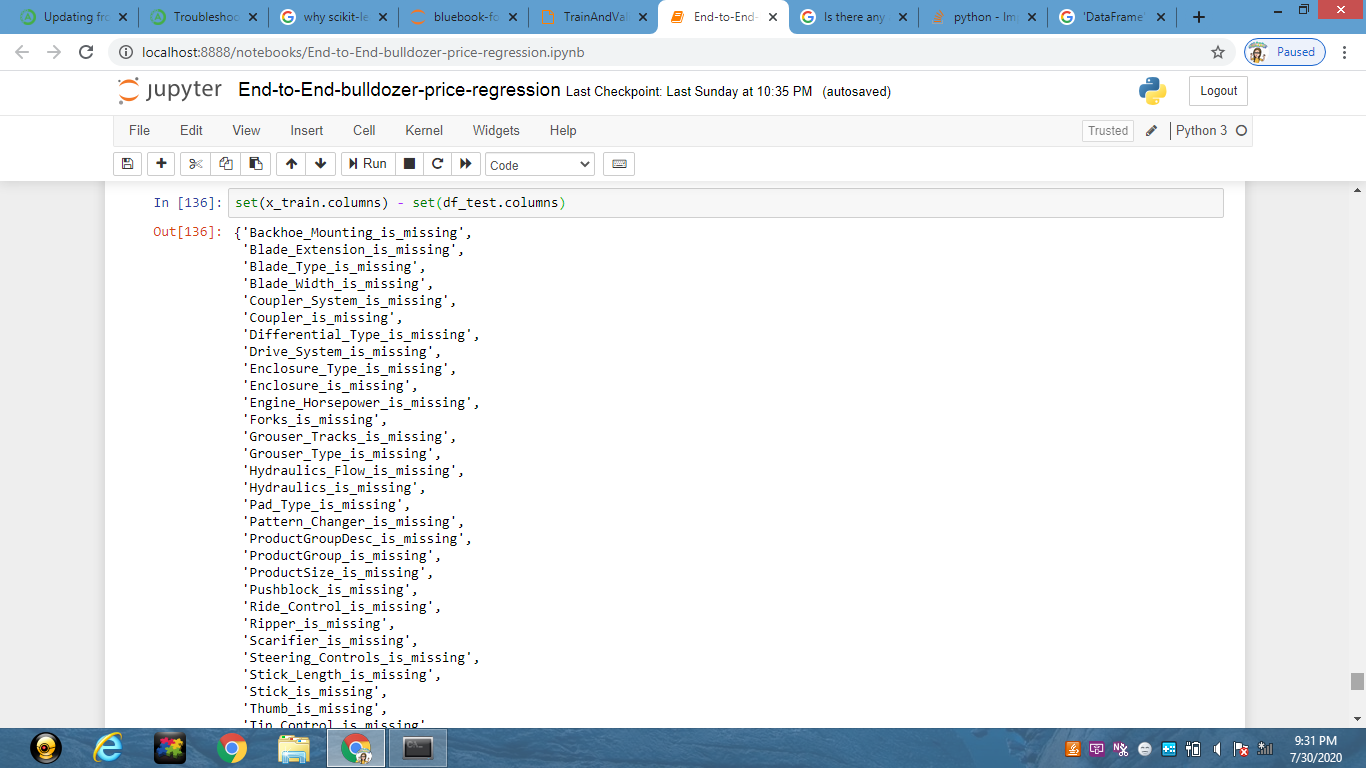 Updating fro
Troubleshoo
why scikit-le
bluebook-fo
TrainAndVal
End-to-End-
Is there any
python - Imp
'DataFrame'
localhost:8888/notebooks/End-to-End-bulldozer-price-regression.ipynb
Paused
jupyter End-to-End-bulldozer-price-regression Last Checkpoint: Last Sunday at 10:35 PM (autosaved)
Logout
File Edit View Insert Cell Kernel Widgets Help
Trusted
Python 3
Run
Code
In [136]: set(x_train.columns) - set(df_test.columns)
Out[136]: {'Backhoe_Mounting_is_missing',
'Blade_Extension_is_missing',
'Blade_Type_is_missing',
'Blade_Width_is_missing',
'Coupler_System_is_missing',
'Coupler_is_missing',
'Differential_Type_is_missing',
'Drive_System_is_missing',
'Enclosure_Type_is_missing',
'Enclosure_is_missing',
'Engine_Horsepower_is_missing',
'Forks_is_missing',
'Grouser_Tracks_is_missing',
'Grouser_Type_is_missing',
'Hydraulics_Flow_is_missing',
'Hydraulics_is_missing',
'Pad_Type_is_missing',
'Pattern_Changer_is_missing',
'ProductGroupDesc_is_missing',
'ProductGroup_is_missing',
'ProductSize_is_missing',
'Pushblock_is_missing',
'Ride_Control_is_missing',
'Ripper_is_missing',
'Scarifier_is_missing',
'Steering_Controls_is_missing',
'Stick_Length_is_missing',
'Stick_is_missing',
'Thumb_is_missing',
'Tip_Control_is_missing'
9:31 PM
7/30/2020